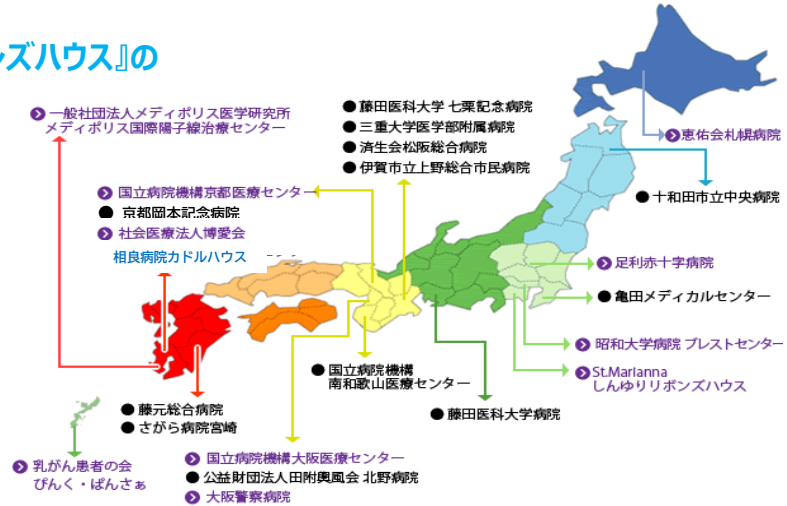 ズハウス』の
一般社団法人メディポリス医学研究所
メディポリス国際陽子線治療センター
藤田医科大学 七栗記念病院
三重大学医学部附属病院
済生会松阪総合病院
伊賀市立上野総合市民病院
恵佑会札幌病院
十和田市立中央病院
国立病院機構京都医療センター
京都岡本記念病院
社会医療法人博愛会
相良病院カドルハウス
足利赤十字病院
亀田メディカルセンター
昭和大学病院 ブレストセンター
St.Marianna
しんゆりリボンズハウス
国立病院機構
南和歌山医療センター
藤田医科大学病院
藤元総合病院
さがら病院宮崎
乳がん患者の会
ぴんく・ぱんさぁ
国立病院機構大阪医療センター
公益財団法人田附興風会 北野病院
大阪警察病院